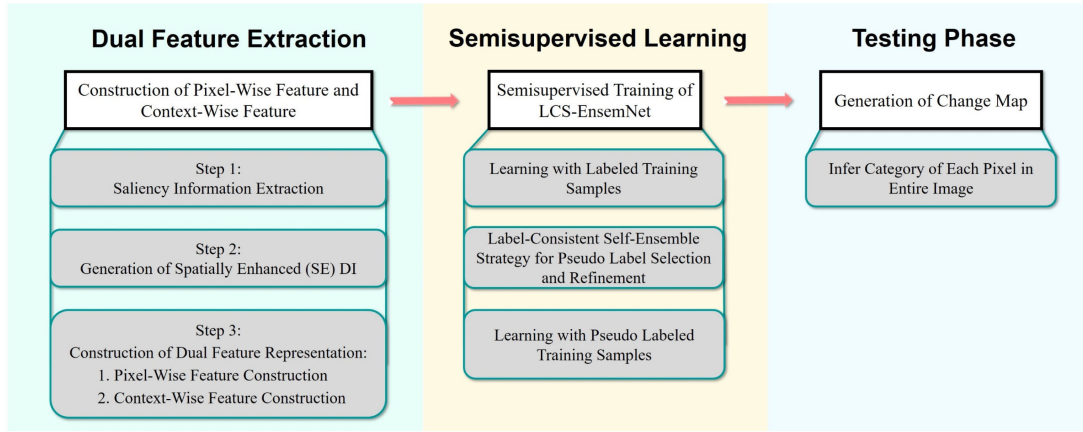 Dual Feature Extraction
Construction of Pixel-Wise Feature and
Context-Wise Feature
Step 1:
Saliency Information Extraction
Step 2:
Generation of Spatially Enhanced (SE) DI
Step 3:
Construction of Dual Feature Representation:
1. Pixel-Wise Feature Construction
2. Context-Wise Feature Construction
Semisupervised Learning
Semisupervised Training of
LCS-EnsemNet
Learning with Labeled Training
Samples
Label-Consistent Self-Ensemble
Strategy for Pseudo Label Selection
and Refinement
Learning with Pseudo Labeled
Training Samples
Testing Phase
Generation of Change Map
Infer Category of Each Pixel in
Entire Image